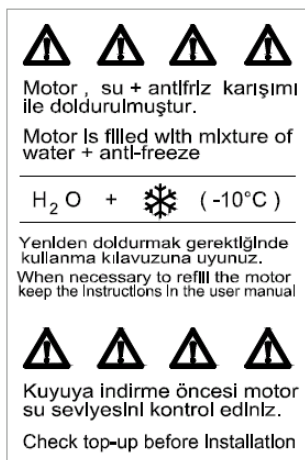 Motor , su + antifriz karışımı
ile doldurulmuştur.
Motor is filled with mixture of
water + anti-freeze
H₂O + ( -10°C )
Yeniden doldurmak gerektiğinde
kullanma kılavuzuna uyunuz.
When necessary to refill the motor
keep the instructions in the user manual
Kuyuya indirme öncesi motor
su seviyesini kontrol ediniz.
Check top-up before installation